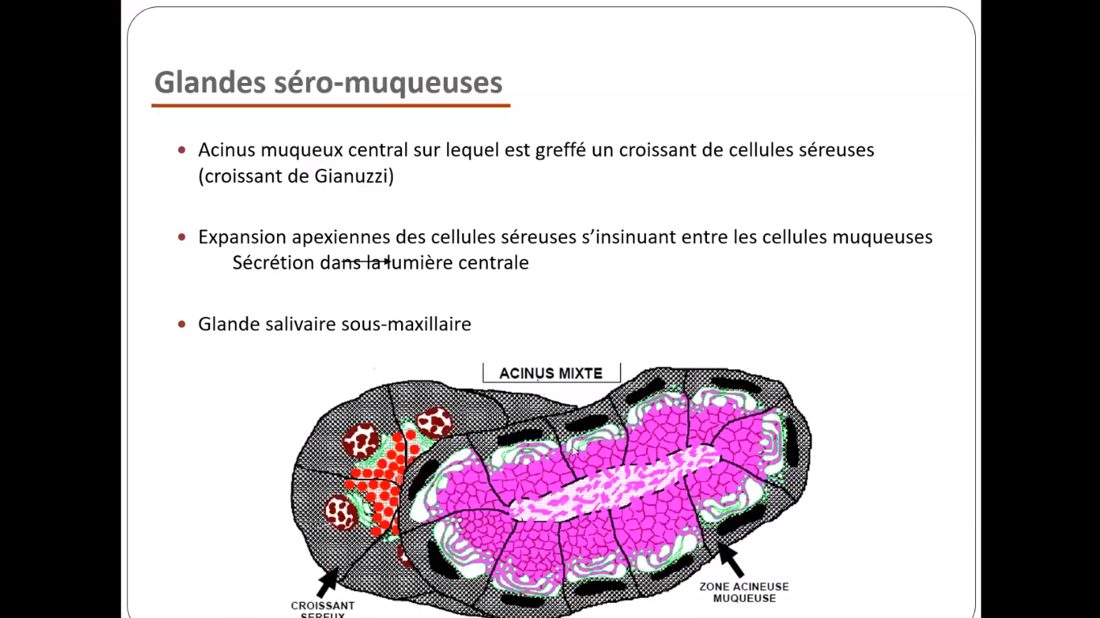 Glandes séro-muqueuses
• Acinus muqueux central sur lequel est greffé un croissant de cellules séreuses
(croissant de Gianuzzi)
• Expansion apexiennes des cellules séreuses s’insinuant entre les cellules muqueuses
Sécrétion dans la lumière centrale
• Glande salivaire sous-maxillaire
ACINUS MIXTE
ZONE ACINEUSE
MUQUEUSE
CROISSANT
SEREUX